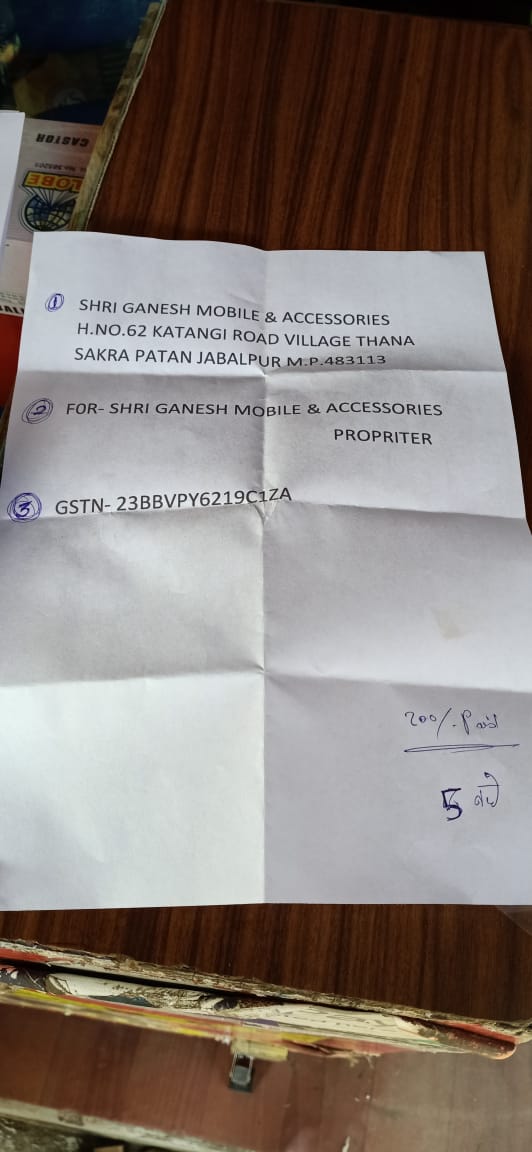 CASTOR
LOBE
① SHRI GANESH MOBILE & ACCESSORIES
H.NO.62 KATANGI ROAD VILLAGE THANA
SAKRA PATAN JABALPUR M.P.483113
② FOR- SHRI GANESH MOBILE & ACCESSORIES
PROPRITER
③ GSTN- 23BBVPY6219C1ZA
200/- Paid
5